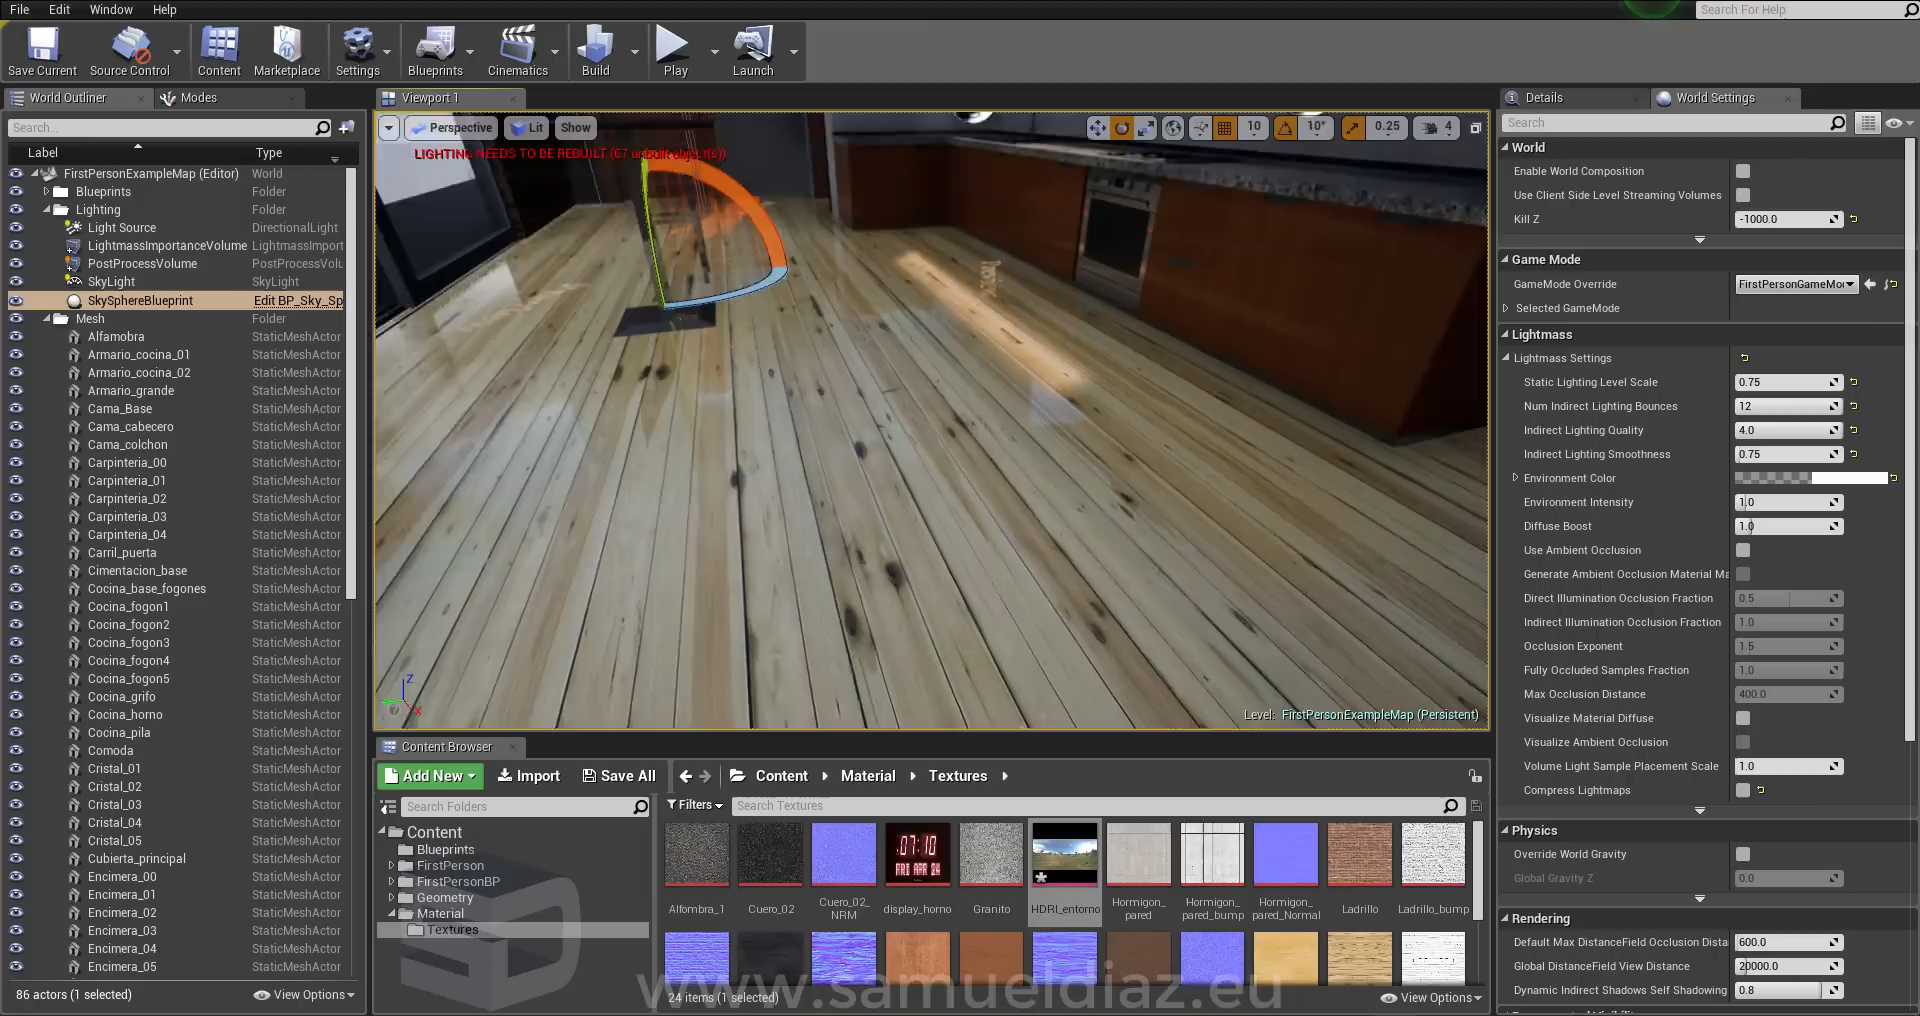 File Edit Window Help
Search For Help
Save Current Source Control Content Marketplace Settings Blueprints Cinematics Build Play Launch
World Outliner Modes
Viewport 1
Details World Settings
Search...
Perspective Lit Show 10 10° 0.25 4
Search
Label Type
LIGHTING NEEDS TO BE REBUILT (67 unbuilt object(s))
FirstPersonExampleMap (Editor) World
Blueprints Folder
Lighting Folder
Light Source DirectionalLight
LightmassImportanceVolume LightmassImport
PostProcessVolume PostProcessVolu
SkyLight SkyLight
SkySphereBlueprint Edit BP_Sky_Sp
Mesh Folder
Alfamobra StaticMeshActor
Armario_cocina_01 StaticMeshActor
Armario_cocina_02 StaticMeshActor
Armario_grande StaticMeshActor
Cama_Base StaticMeshActor
Cama_cabecero StaticMeshActor
Cama_colchon StaticMeshActor
Carpinteria_00 StaticMeshActor
Carpinteria_01 StaticMeshActor
Carpinteria_02 StaticMeshActor
Carpinteria_03 StaticMeshActor
Carpinteria_04 StaticMeshActor
Carril_puerta StaticMeshActor
Cimentacion_base StaticMeshActor
Cocina_base_fogones StaticMeshActor
Cocina_fogon1 StaticMeshActor
Cocina_fogon2 StaticMeshActor
Cocina_fogon3 StaticMeshActor
Cocina_fogon4 StaticMeshActor
Cocina_fogon5 StaticMeshActor
Cocina_grifo StaticMeshActor
Cocina_horno StaticMeshActor
Cocina_pila StaticMeshActor
Comoda StaticMeshActor
Cristal_01 StaticMeshActor
Cristal_02 StaticMeshActor
Cristal_03 StaticMeshActor
Cristal_04 StaticMeshActor
Cristal_05 StaticMeshActor
Cubierta_principal StaticMeshActor
Encimera_00 StaticMeshActor
Encimera_01 StaticMeshActor
Encimera_02 StaticMeshActor
Encimera_03 StaticMeshActor
Encimera_04 StaticMeshActor
Encimera_05 StaticMeshActor
86 actors (1 selected) View Options
Z
X
Level: FirstPersonExampleMap (Persistent)
Content Browser
Add New Import Save All Content Material Textures
Search Folders
Filters Search Textures
Content
Blueprints
FirstPerson
FirstPersonBP
Geometry
Material
Textures
07:10
FRI APR 24
Alfombra_1 Cuero_02 Cuero_02_NRM display_horno Granito HDRI_entorno Hormigon_pared Hormigon_pared_bump Hormigon_pared_Normal Ladrillo Ladrillo_bump
24 items (1 selected) View Options
www.samueldiaz.eu
World
Enable World Composition
Use Client Side Level Streaming Volumes
Kill Z -1000.0
Game Mode
GameMode Override FirstPersonGameMo
Selected GameMode
Lightmass
Lightmass Settings
Static Lighting Level Scale 0.75
Num Indirect Lighting Bounces 12
Indirect Lighting Quality 4.0
Indirect Lighting Smoothness 0.75
Environment Color
Environment Intensity 1.0
Diffuse Boost 1.0
Use Ambient Occlusion
Generate Ambient Occlusion Material Ma
Direct Illumination Occlusion Fraction 0.5
Indirect Illumination Occlusion Fraction 1.0
Occlusion Exponent 1.5
Fully Occluded Samples Fraction 1.0
Max Occlusion Distance 400.0
Visualize Material Diffuse
Visualize Ambient Occlusion
Volume Light Sample Placement Scale 1.0
Compress Lightmaps
Physics
Override World Gravity
Global Gravity Z 0.0
Rendering
Default Max DistanceField Occlusion Dista 600.0
Global DistanceField View Distance 20000.0
Dynamic Indirect Shadows Self Shadowing 0.8